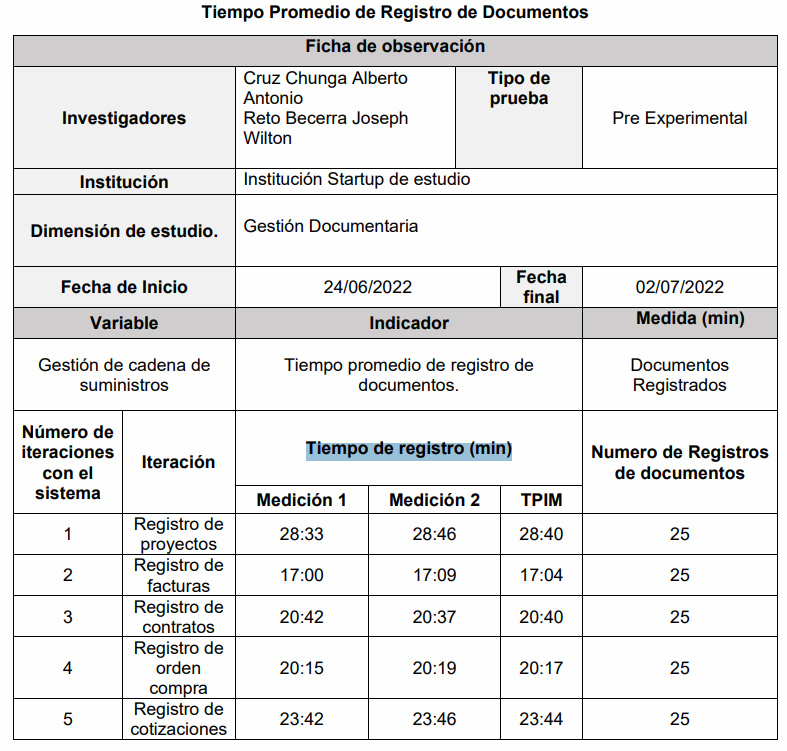 Tiempo Promedio de Registro de Documentos
Ficha de observación
Investigadores
Cruz Chunga Alberto
Antonio
Reto Becerra Joseph
Wilton
Tipo de
prueba
Pre Experimental
Institución
Institución Startup de estudio
Dimensión de estudio.
Gestión Documentaria
Fecha de Inicio
24/06/2022
Fecha
final
02/07/2022
Variable
Indicador
Medida (min)
Gestión de cadena de
suministros
Tiempo promedio de registro de
documentos.
Documentos
Registrados
Número de
iteraciones
con el
sistema
Iteración
Tiempo de registro (min)
Numero de Registros
de documentos
Medición 1
Medición 2
TPIM
1
Registro de
proyectos
28:33
28:46
28:40
25
2
Registro de
facturas
17:00
17:09
17:04
25
3
Registro de
contratos
20:42
20:37
20:40
25
4
Registro de
orden
compra
20:15
20:19
20:17
25
5
Registro de
cotizaciones
23:42
23:46
23:44
25